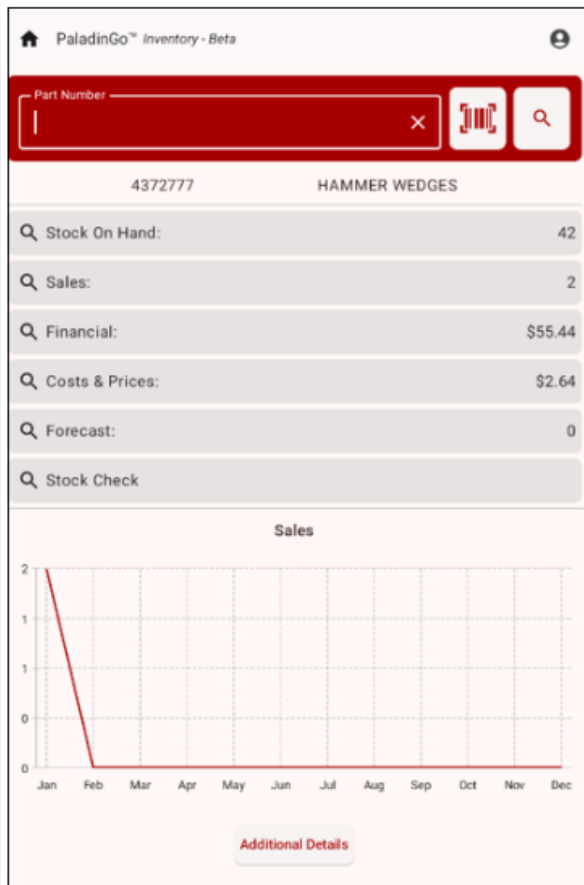 PaladinGo™ Inventory - Beta
Part Number
4372777 HAMMER WEDGES
Stock On Hand: 42
Sales: 2
Financial: $55.44
Costs & Prices: $2.64
Forecast: 0
Stock Check
Sales
2
1
1
0
0
Jan Feb Mar Apr May Jun Jul Aug Sep Oct Nov Dec
Additional Details